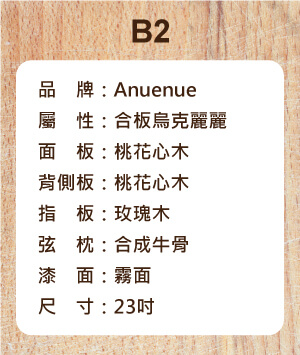 B2
品　牌：Anuenue
屬　性：合板烏克麗麗
面　板：桃花心木
背側板：桃花心木
指　板：玫瑰木
弦　枕：合成牛骨
漆　面：霧面
尺　寸：23吋